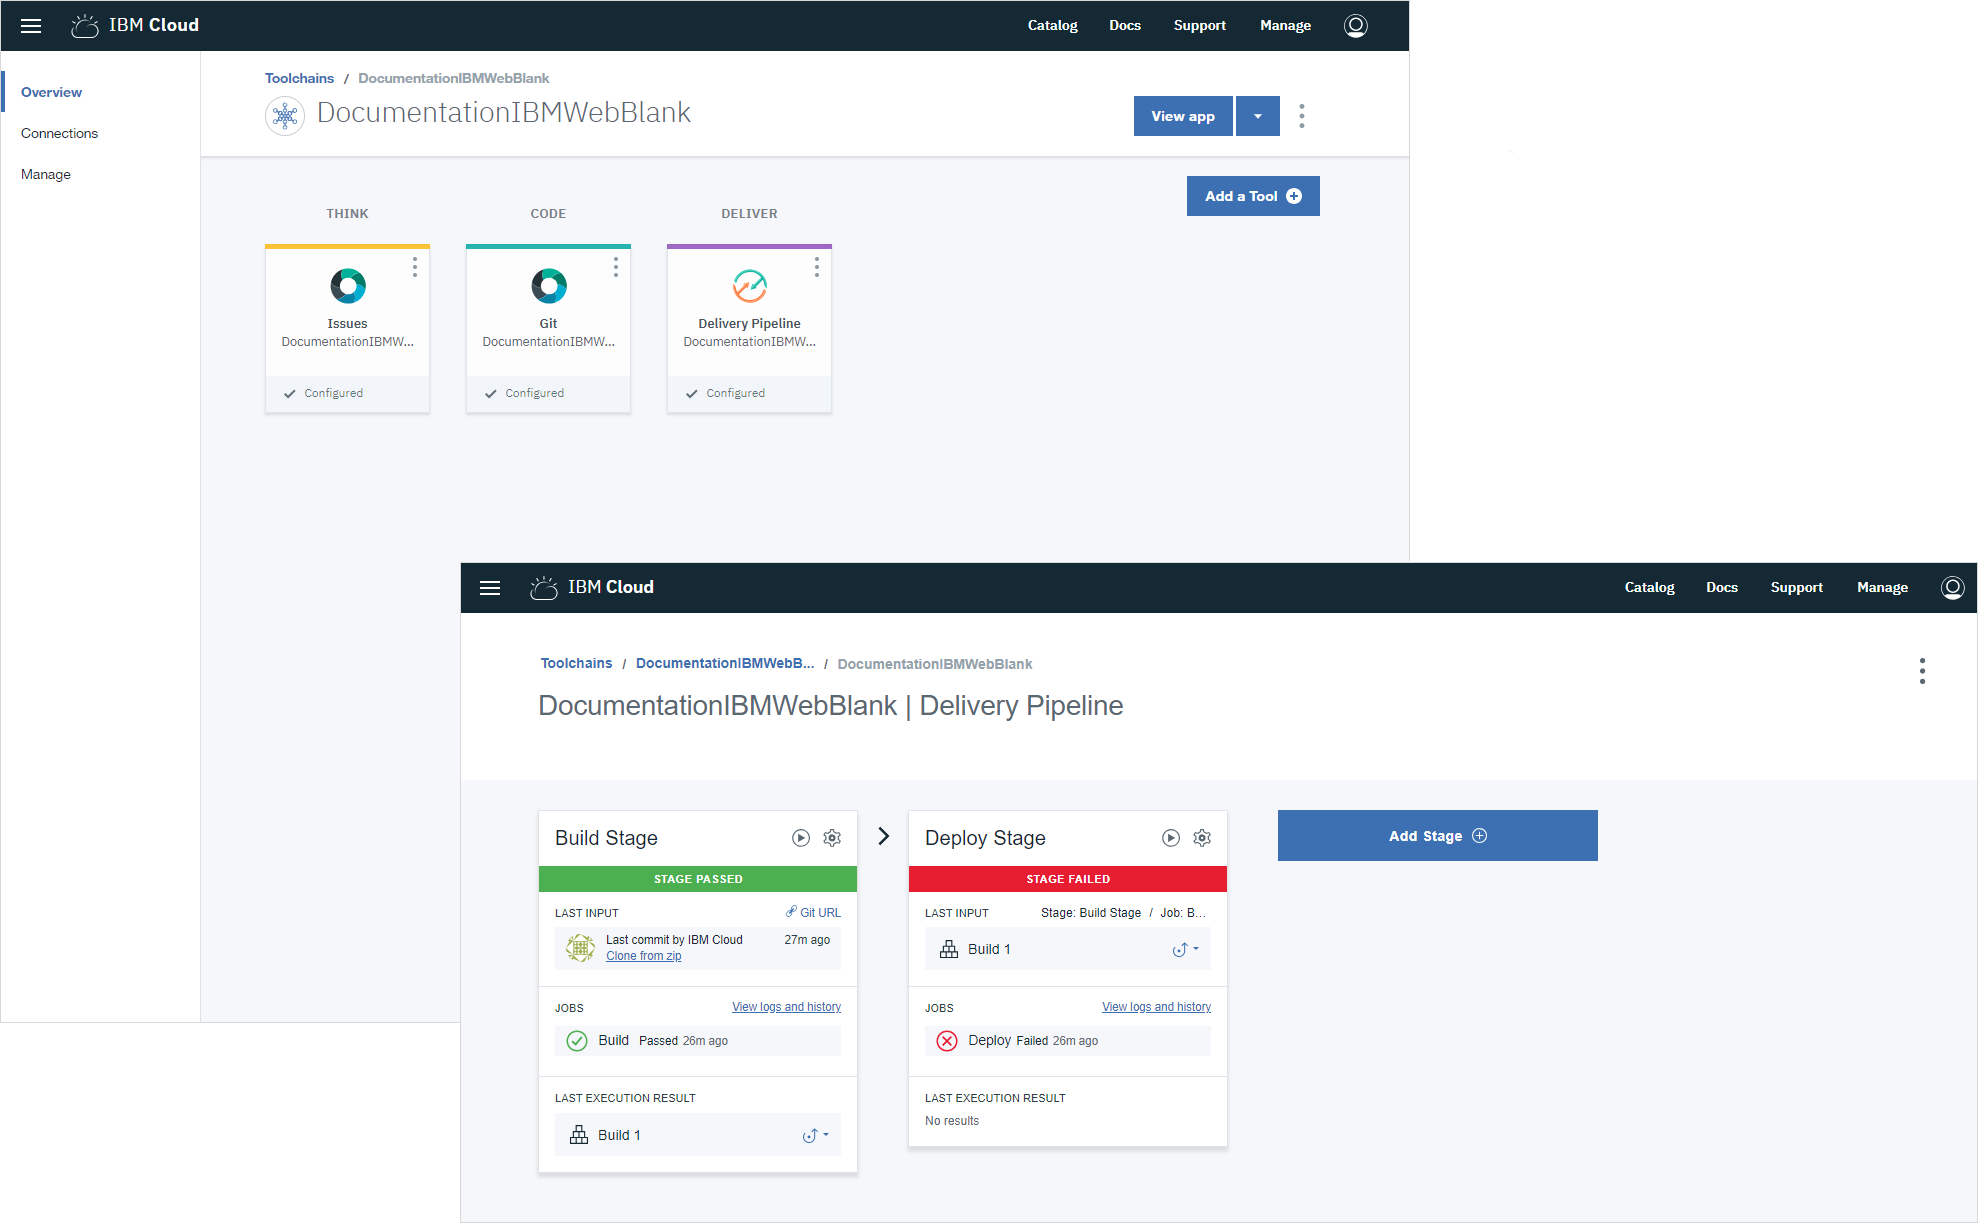 IBM Cloud
Catalog Docs Support Manage
Overview
Connections
Manage
Toolchains / DocumentationIBMWebBlank
DocumentationIBMWebBlank
View app
Add a Tool
THINK CODE DELIVER
Issues
DocumentationIBMW...
Configured
Git
DocumentationIBMW...
Configured
Delivery Pipeline
DocumentationIBMW...
Configured
IBM Cloud
Catalog Docs Support Manage
Toolchains / DocumentationIBMWebB... / DocumentationIBMWebBlank
DocumentationIBMWebBlank | Delivery Pipeline
Build Stage
STAGE PASSED
LAST INPUT Git URL
Last commit by IBM Cloud 27m ago
Clone from zip
JOBS View logs and history
Build Passed 26m ago
LAST EXECUTION RESULT
Build 1
Deploy Stage
STAGE FAILED
LAST INPUT Stage: Build Stage / Job: B...
Build 1
JOBS View logs and history
Deploy Failed 26m ago
LAST EXECUTION RESULT
No results
Add Stage